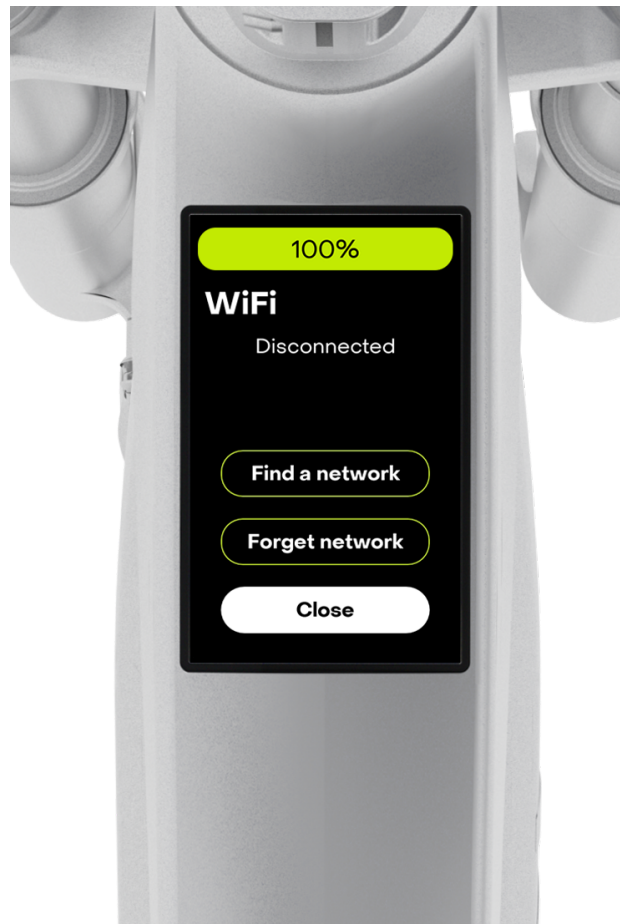 100%
WiFi
Disconnected
Find a network
Forget network
Close